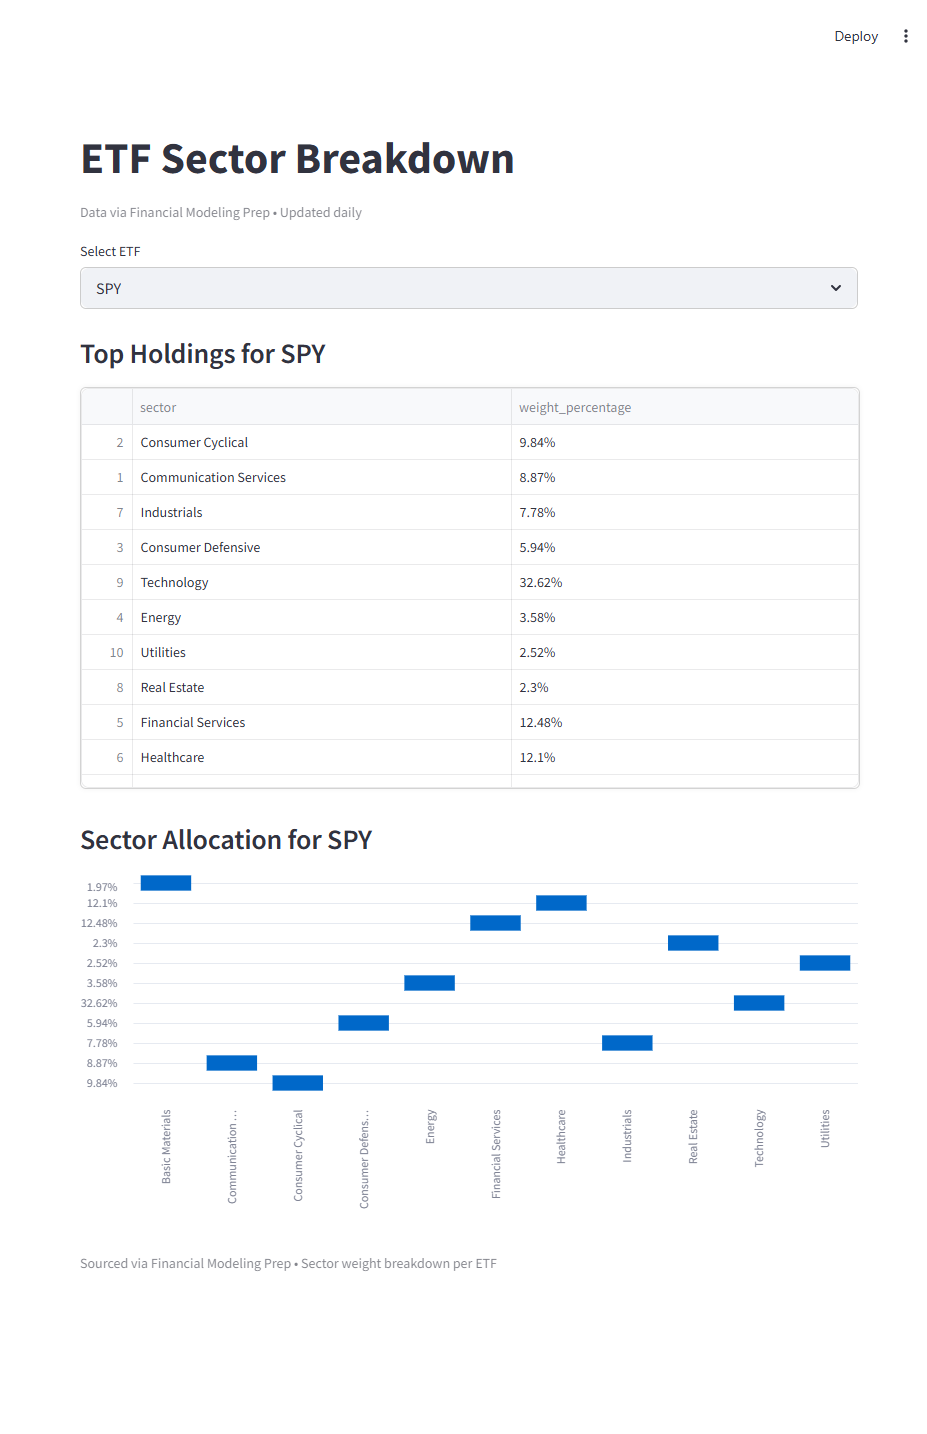 Deploy
ETF Sector Breakdown
Data via Financial Modeling Prep • Updated daily
Select ETF
SPY
Top Holdings for SPY
sector weight_percentage
2 Consumer Cyclical 9.84%
1 Communication Services 8.87%
7 Industrials 7.78%
3 Consumer Defensive 5.94%
9 Technology 32.62%
4 Energy 3.58%
10 Utilities 2.52%
8 Real Estate 2.3%
5 Financial Services 12.48%
6 Healthcare 12.1%
Sector Allocation for SPY
1.97%
12.1%
12.48%
2.3%
2.52%
3.58%
32.62%
5.94%
7.78%
8.87%
9.84%
Basic Materials
Communication …
Consumer Cyclical
Consumer Defens…
Energy
Financial Services
Healthcare
Industrials
Real Estate
Technology
Utilities
Sourced via Financial Modeling Prep • Sector weight breakdown per ETF